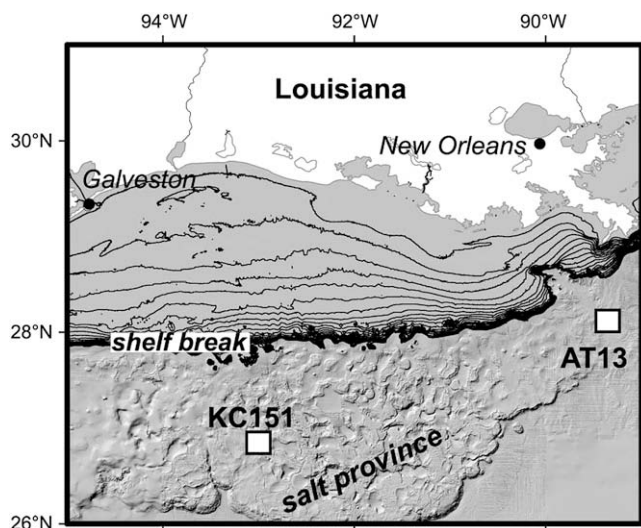 94°W 92°W 90°W
Louisiana
30°N
New Orleans
Galveston
28°N
shelf break
AT13
KC151
salt province
26°N